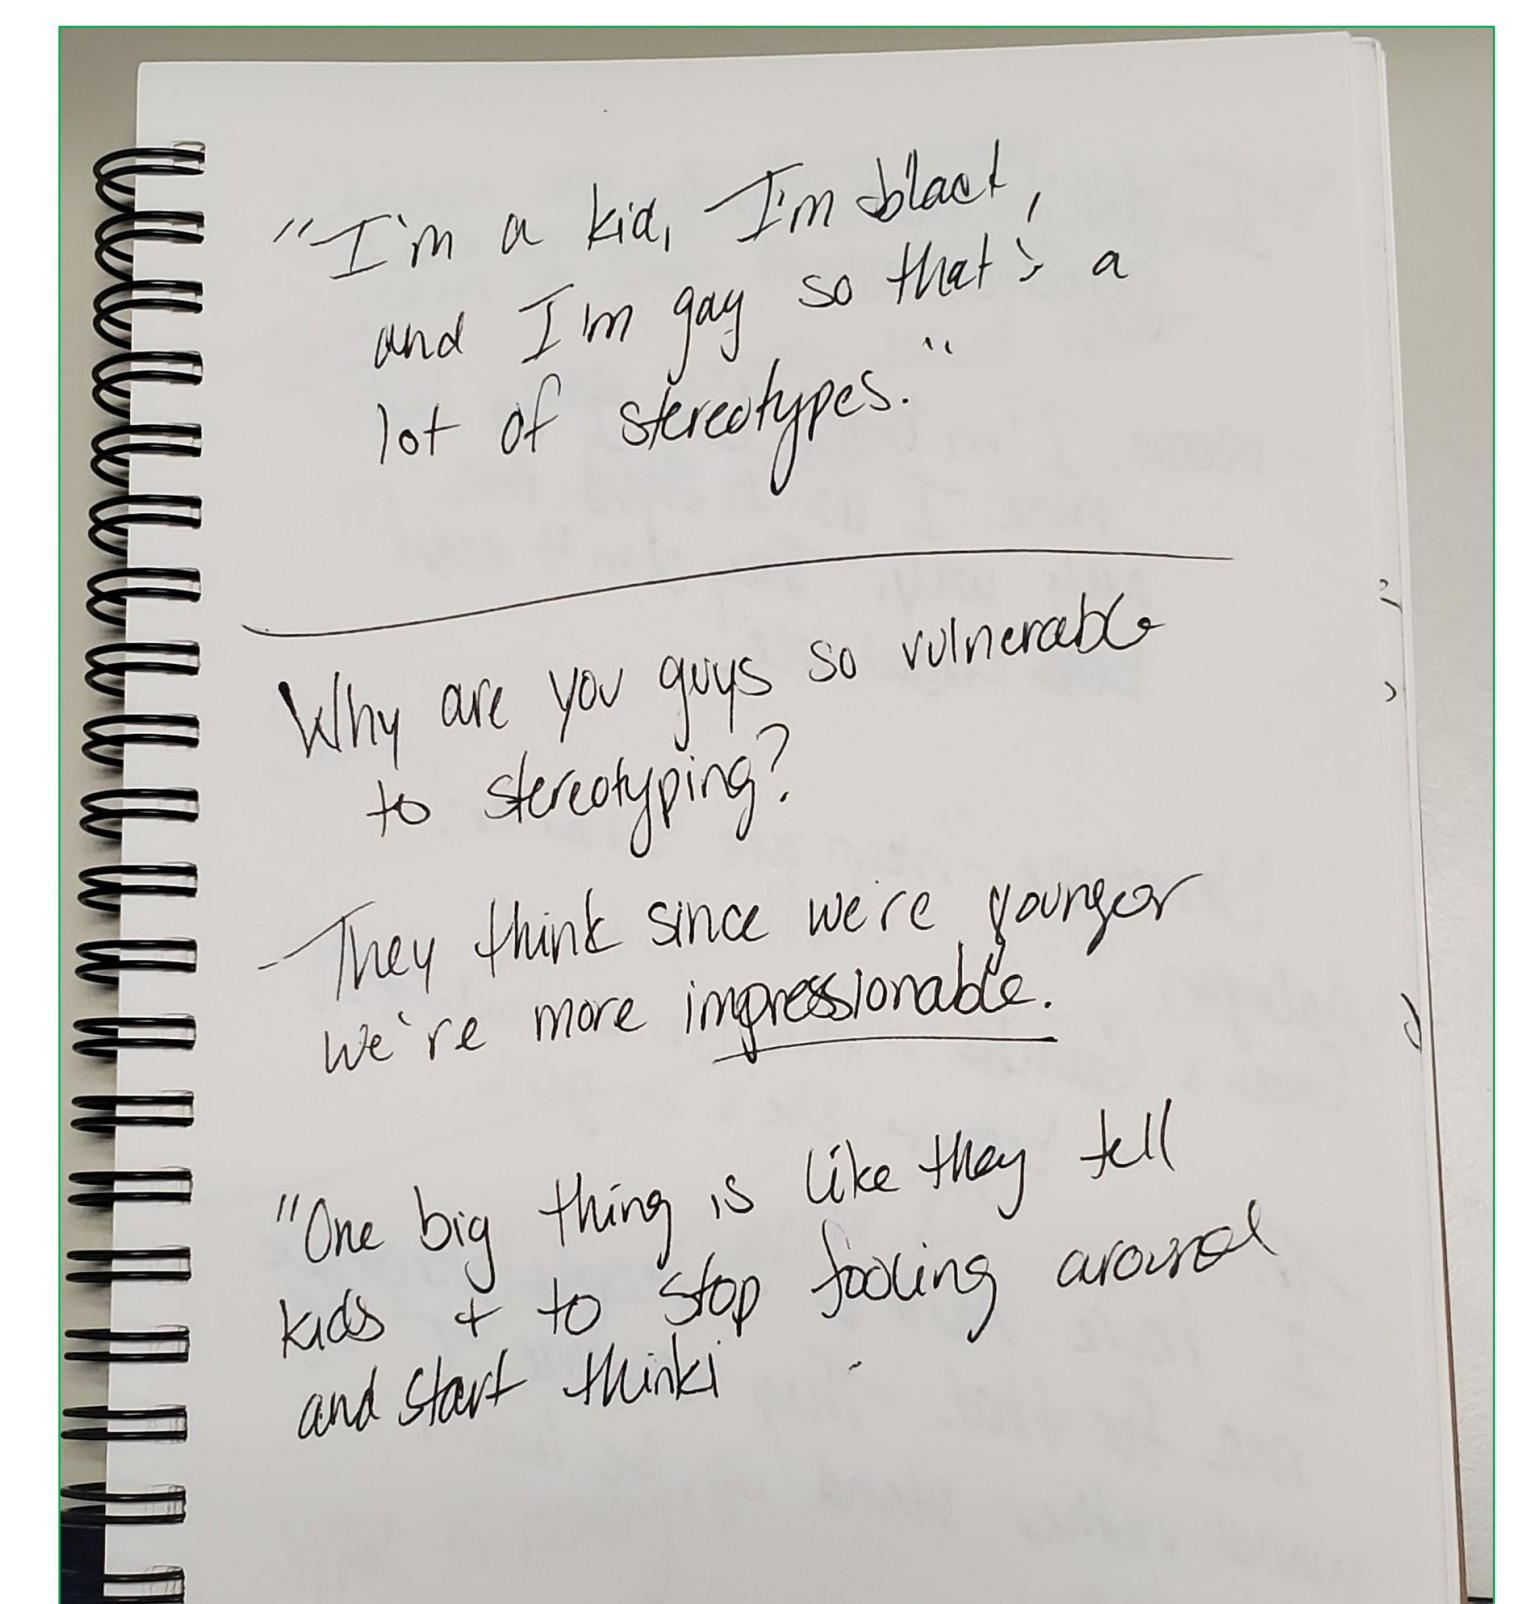 "I'm a kid, I'm black,
and I'm gay so that's a
lot of stereotypes."
Why are you guys so vulnerable
to stereotyping?
- They think since we're younger
we're more impressionable.
"One big thing is like they tell
kids + to stop fooling around
and start thinki